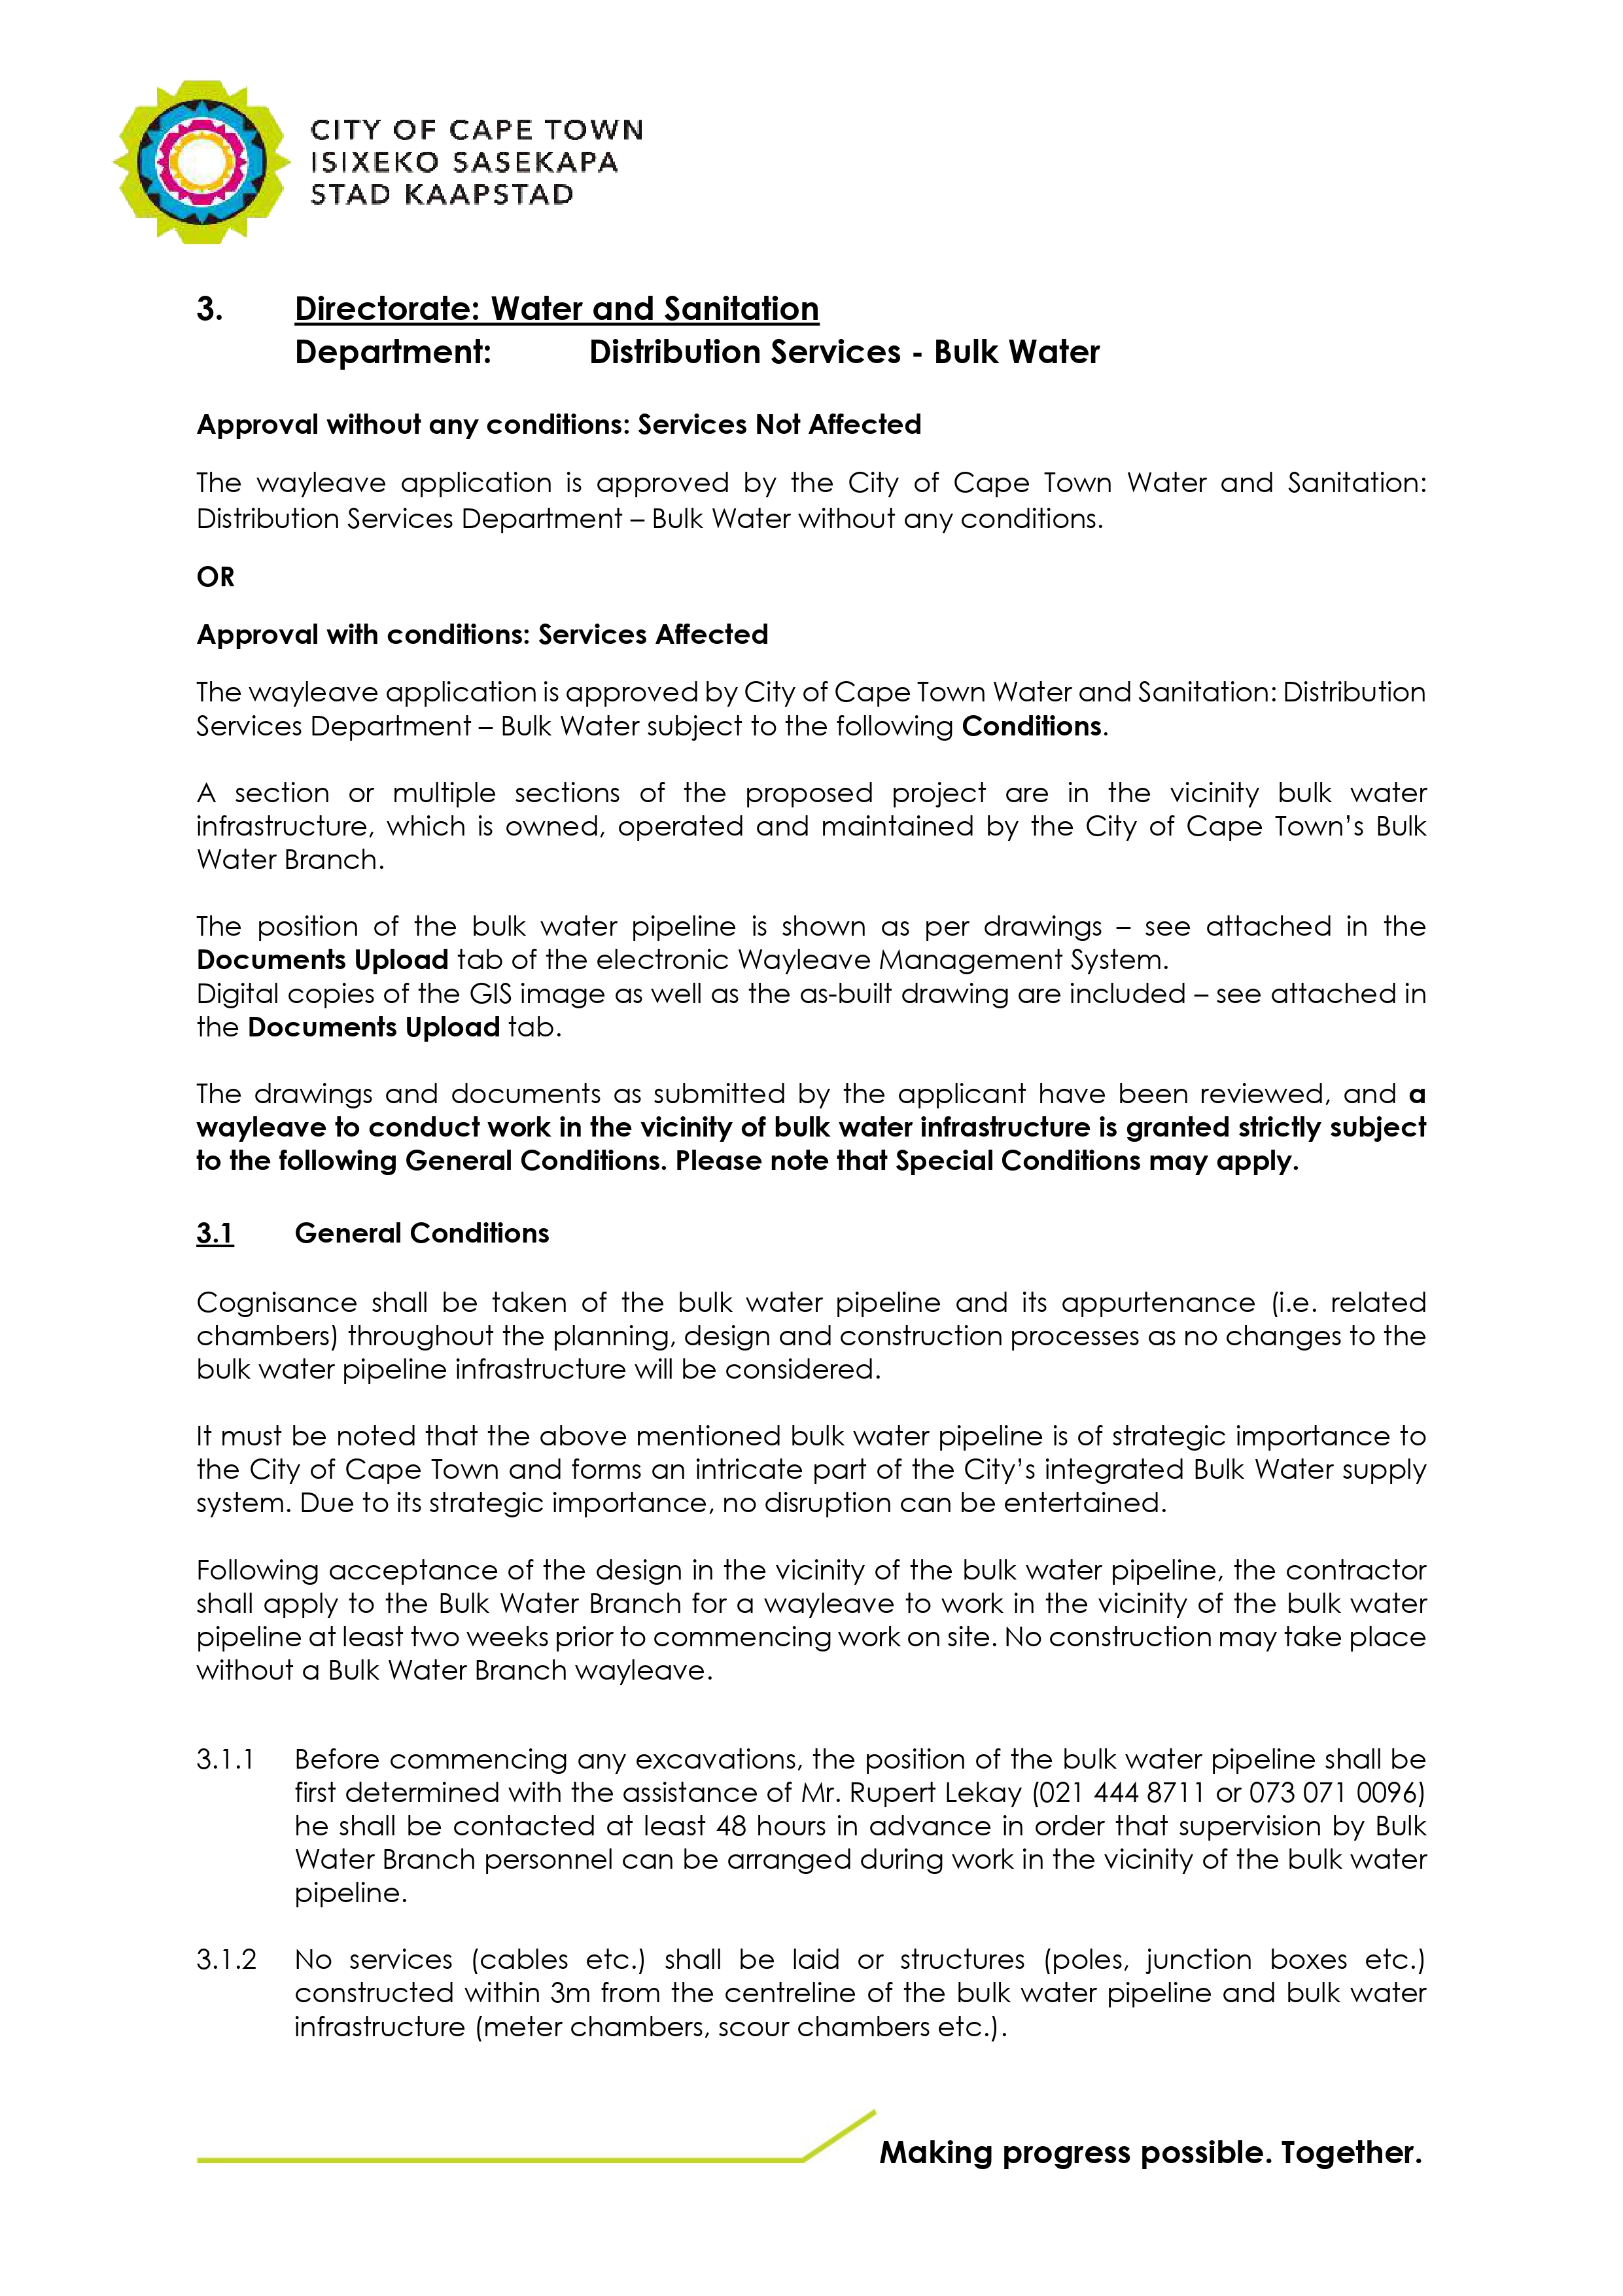 CITY OF CAPE TOWN
ISIXEKO SASEKAPA
STAD KAAPSTAD
3. Directorate: Water and Sanitation
Department: Distribution Services - Bulk Water
Approval without any conditions: Services Not Affected
The wayleave application is approved by the City of Cape Town Water and Sanitation:
Distribution Services Department – Bulk Water without any conditions.
OR
Approval with conditions: Services Affected
The wayleave application is approved by City of Cape Town Water and Sanitation: Distribution
Services Department – Bulk Water subject to the following Conditions.
A section or multiple sections of the proposed project are in the vicinity bulk water
infrastructure, which is owned, operated and maintained by the City of Cape Town’s Bulk
Water Branch.
The position of the bulk water pipeline is shown as per drawings – see attached in the
Documents Upload tab of the electronic Wayleave Management System.
Digital copies of the GIS image as well as the as-built drawing are included – see attached in
the Documents Upload tab.
The drawings and documents as submitted by the applicant have been reviewed, and a
wayleave to conduct work in the vicinity of bulk water infrastructure is granted strictly subject
to the following General Conditions. Please note that Special Conditions may apply.
3.1 General Conditions
Cognisance shall be taken of the bulk water pipeline and its appurtenance (i.e. related
chambers) throughout the planning, design and construction processes as no changes to the
bulk water pipeline infrastructure will be considered.
It must be noted that the above mentioned bulk water pipeline is of strategic importance to
the City of Cape Town and forms an intricate part of the City’s integrated Bulk Water supply
system. Due to its strategic importance, no disruption can be entertained.
Following acceptance of the design in the vicinity of the bulk water pipeline, the contractor
shall apply to the Bulk Water Branch for a wayleave to work in the vicinity of the bulk water
pipeline at least two weeks prior to commencing work on site. No construction may take place
without a Bulk Water Branch wayleave.
3.1.1 Before commencing any excavations, the position of the bulk water pipeline shall be
first determined with the assistance of Mr. Rupert Lekay (021 444 8711 or 073 071 0096)
he shall be contacted at least 48 hours in advance in order that supervision by Bulk
Water Branch personnel can be arranged during work in the vicinity of the bulk water
pipeline.
3.1.2 No services (cables etc.) shall be laid or structures (poles, junction boxes etc.)
constructed within 3m from the centreline of the bulk water pipeline and bulk water
infrastructure (meter chambers, scour chambers etc.).
Making progress possible. Together.